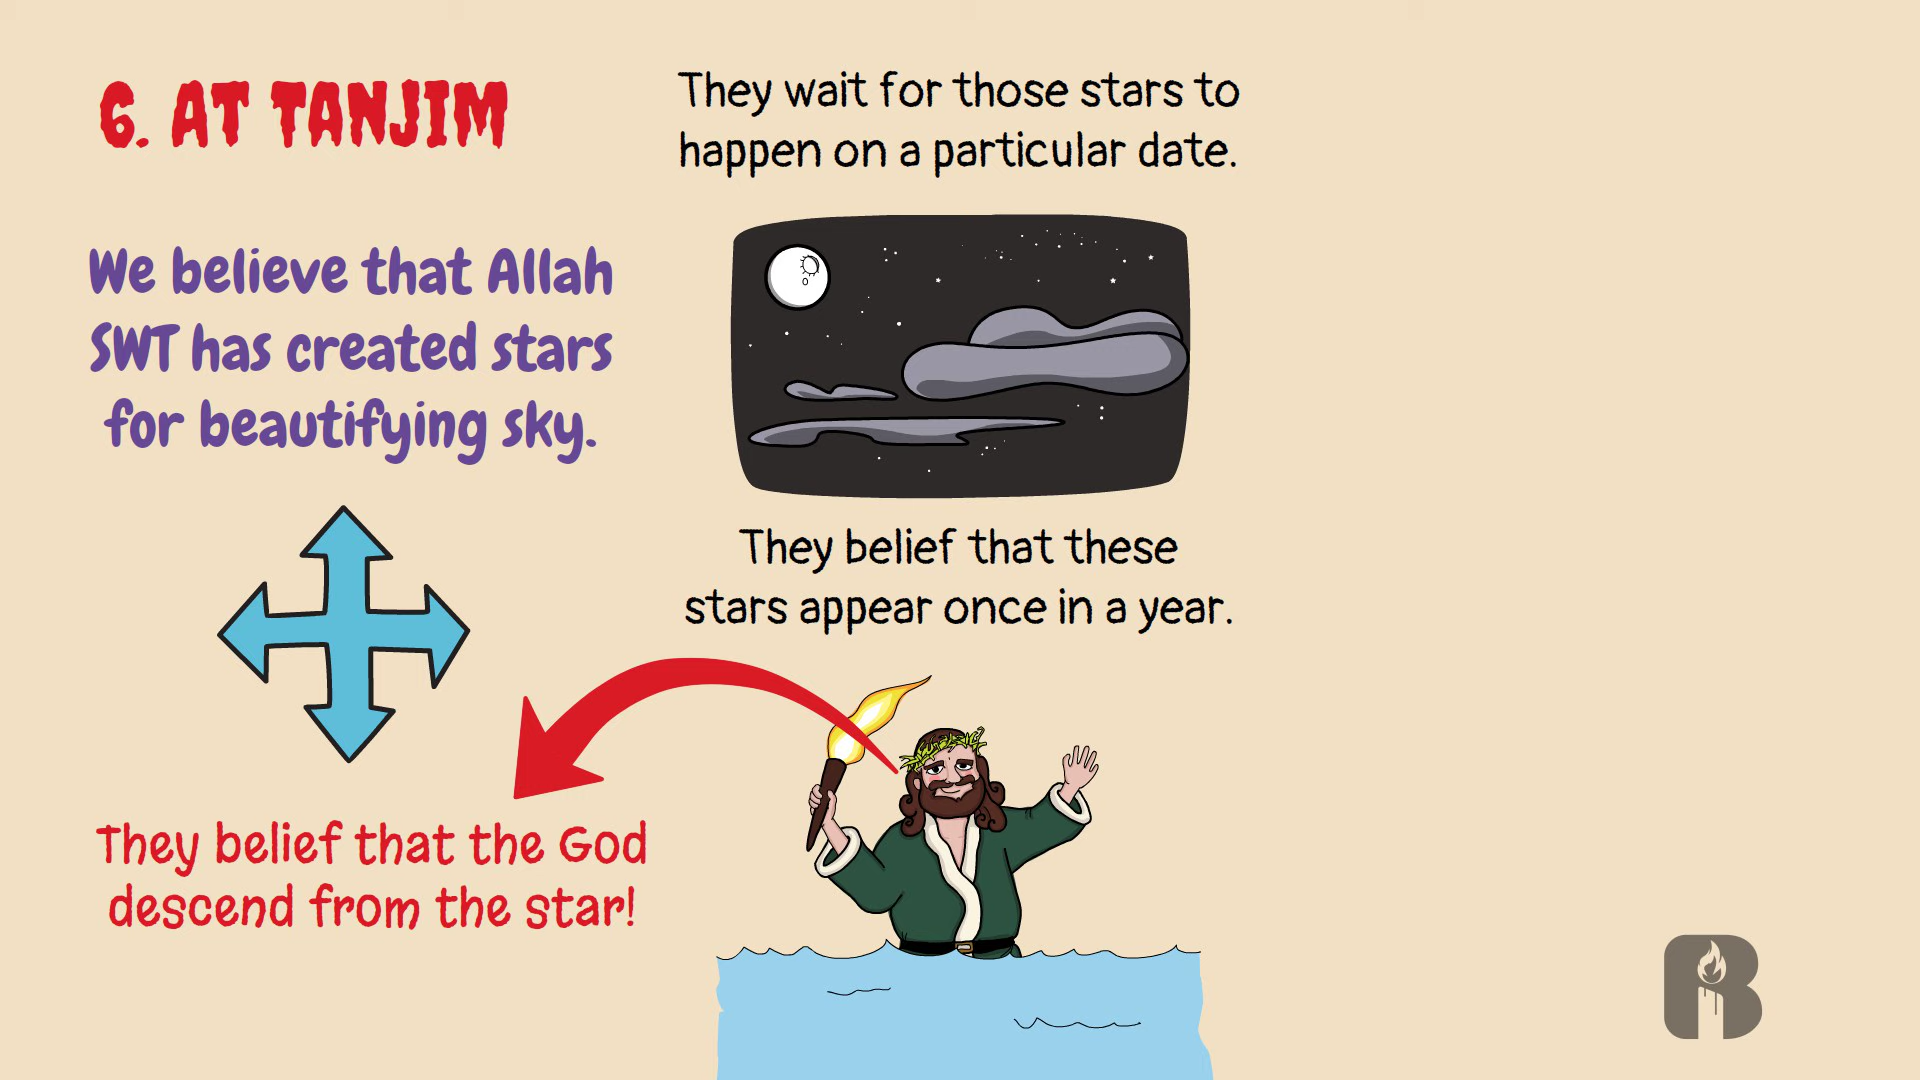 6. AT TANJIM
We believe that Allah
SWT has created stars
for beautifying sky.
They belief that the God
descend from the star!
They wait for those stars to
happen on a particular date.
They belief that these
stars appear once in a year.
B